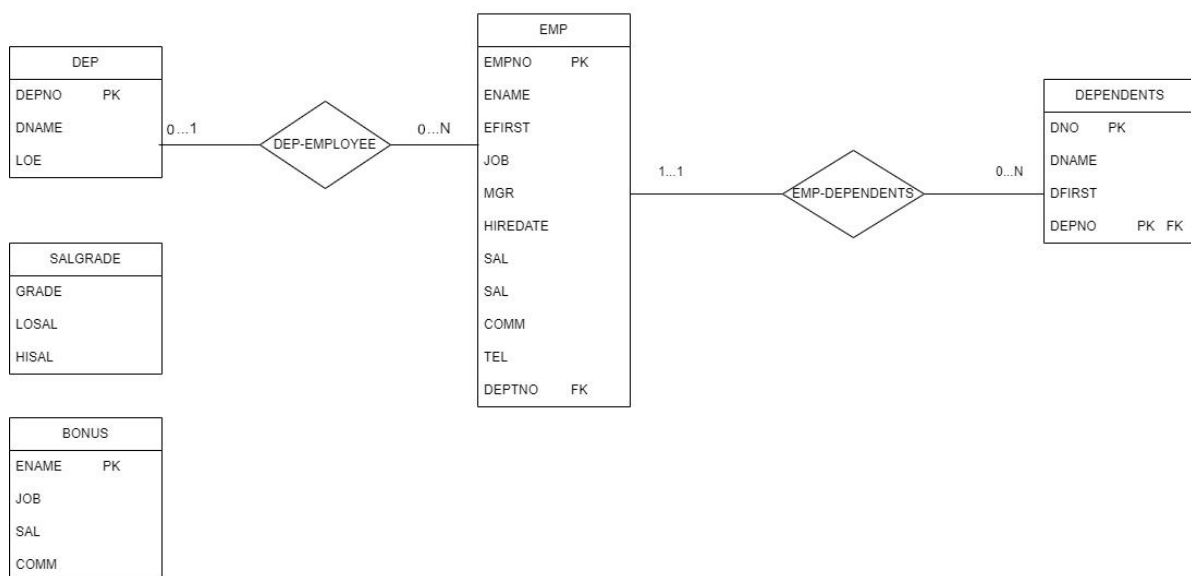 DEP
DEPNO PK
DNAME
LOE
0...1
DEP-EMPLOYEE
0...N
EMP
EMPNO PK
ENAME
EFIRST
JOB
MGR
HIREDATE
SAL
SAL
COMM
TEL
DEPTNO FK
1...1
EMP-DEPENDENTS
0...N
DEPENDENTS
DNO PK
DNAME
DFIRST
DEPNO PK FK
SALGRADE
GRADE
LOSAL
HISAL
BONUS
ENAME PK
JOB
SAL
COMM